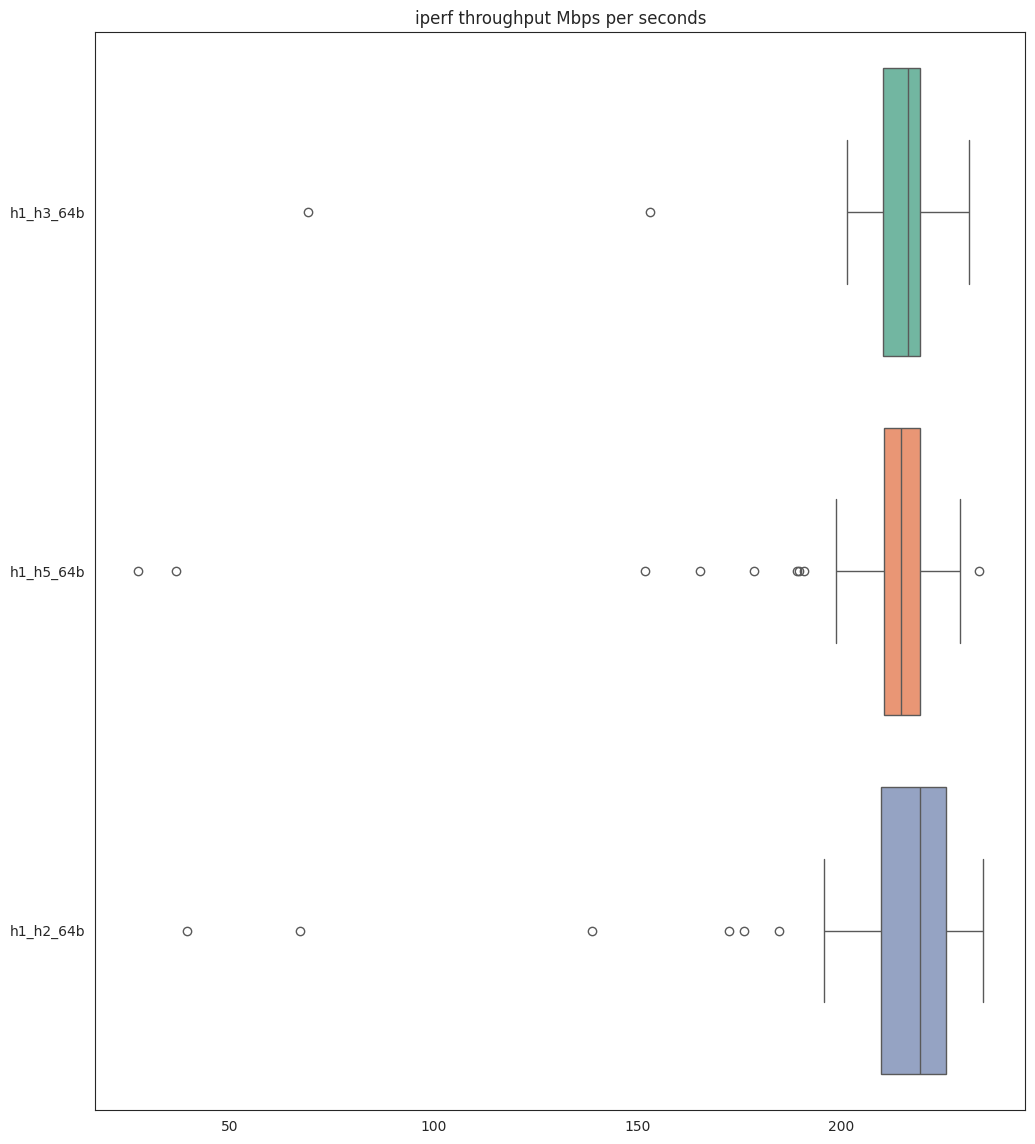 iperf throughput Mbps per seconds
h1_h3_64b
h1_h5_64b
h1_h2_64b
50 100 150 200